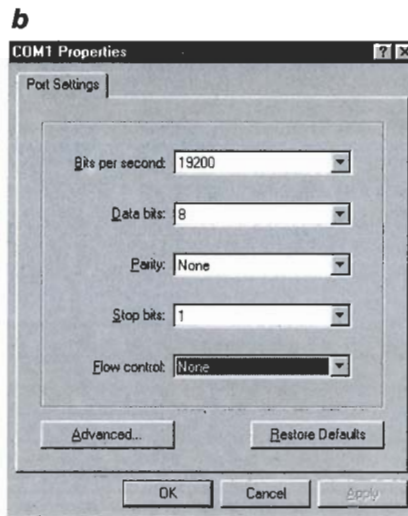 b
COM1 Properties
Port Settings
Bits per second: 19200
Data bits: 8
Parity: None
Stop bits: 1
Flow control: None
Advanced...
Restore Defaults
OK
Cancel
Apply